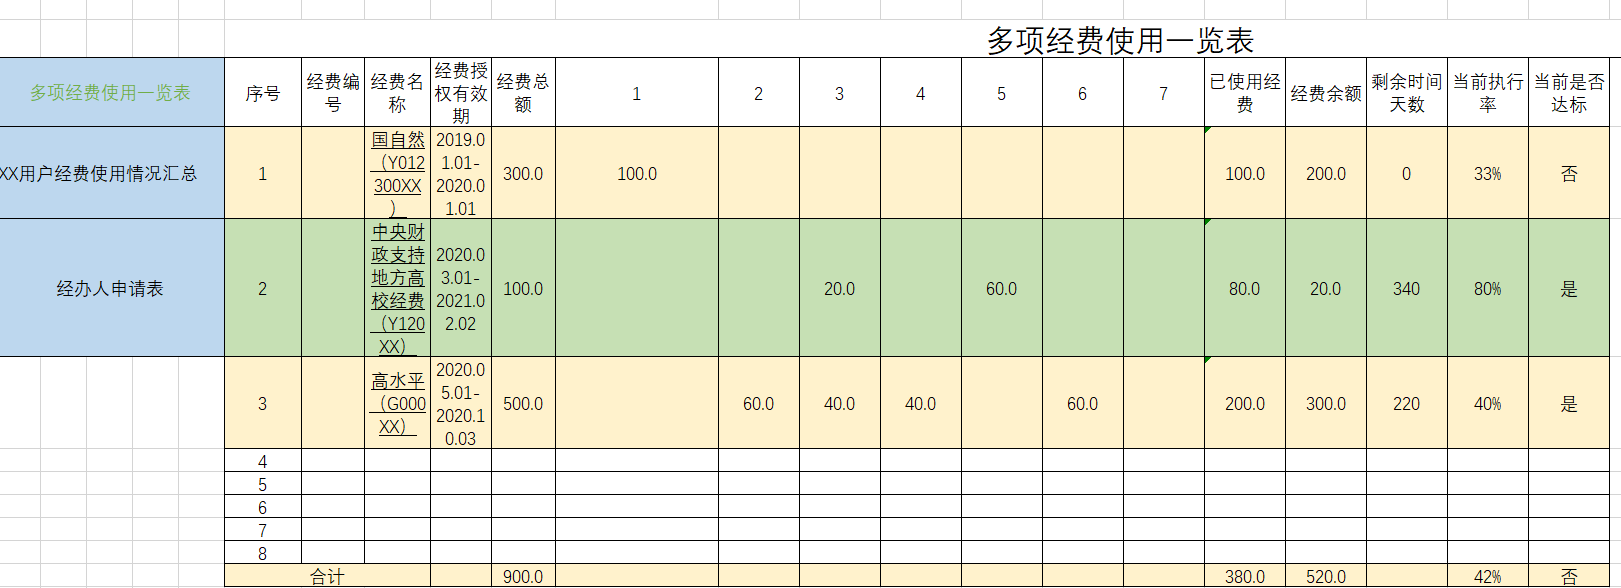 多项经费使用一览表
多项经费使用一览表 序号 经费编号 经费名称 经费授权有效期 经费总额 1 2 3 4 5 6 7 已使用经费 经费余额 剩余时间天数 当前执行率 当前是否达标
XX用户经费使用情况汇总 1 国自然（Y012300XX） 2019.01.01-2020.01.01 300.0 100.0 100.0 200.0 0 33% 否
经办人申请表 2 中央财政支持地方高校经费（Y120XX） 2020.03.01-2021.02.02 100.0 20.0 60.0 80.0 20.0 340 80% 是
3 高水平（G000XX） 2020.05.01-2020.10.03 500.0 60.0 40.0 40.0 60.0 200.0 300.0 220 40% 是
4
5
6
7
8
合计 900.0 380.0 520.0 42% 否